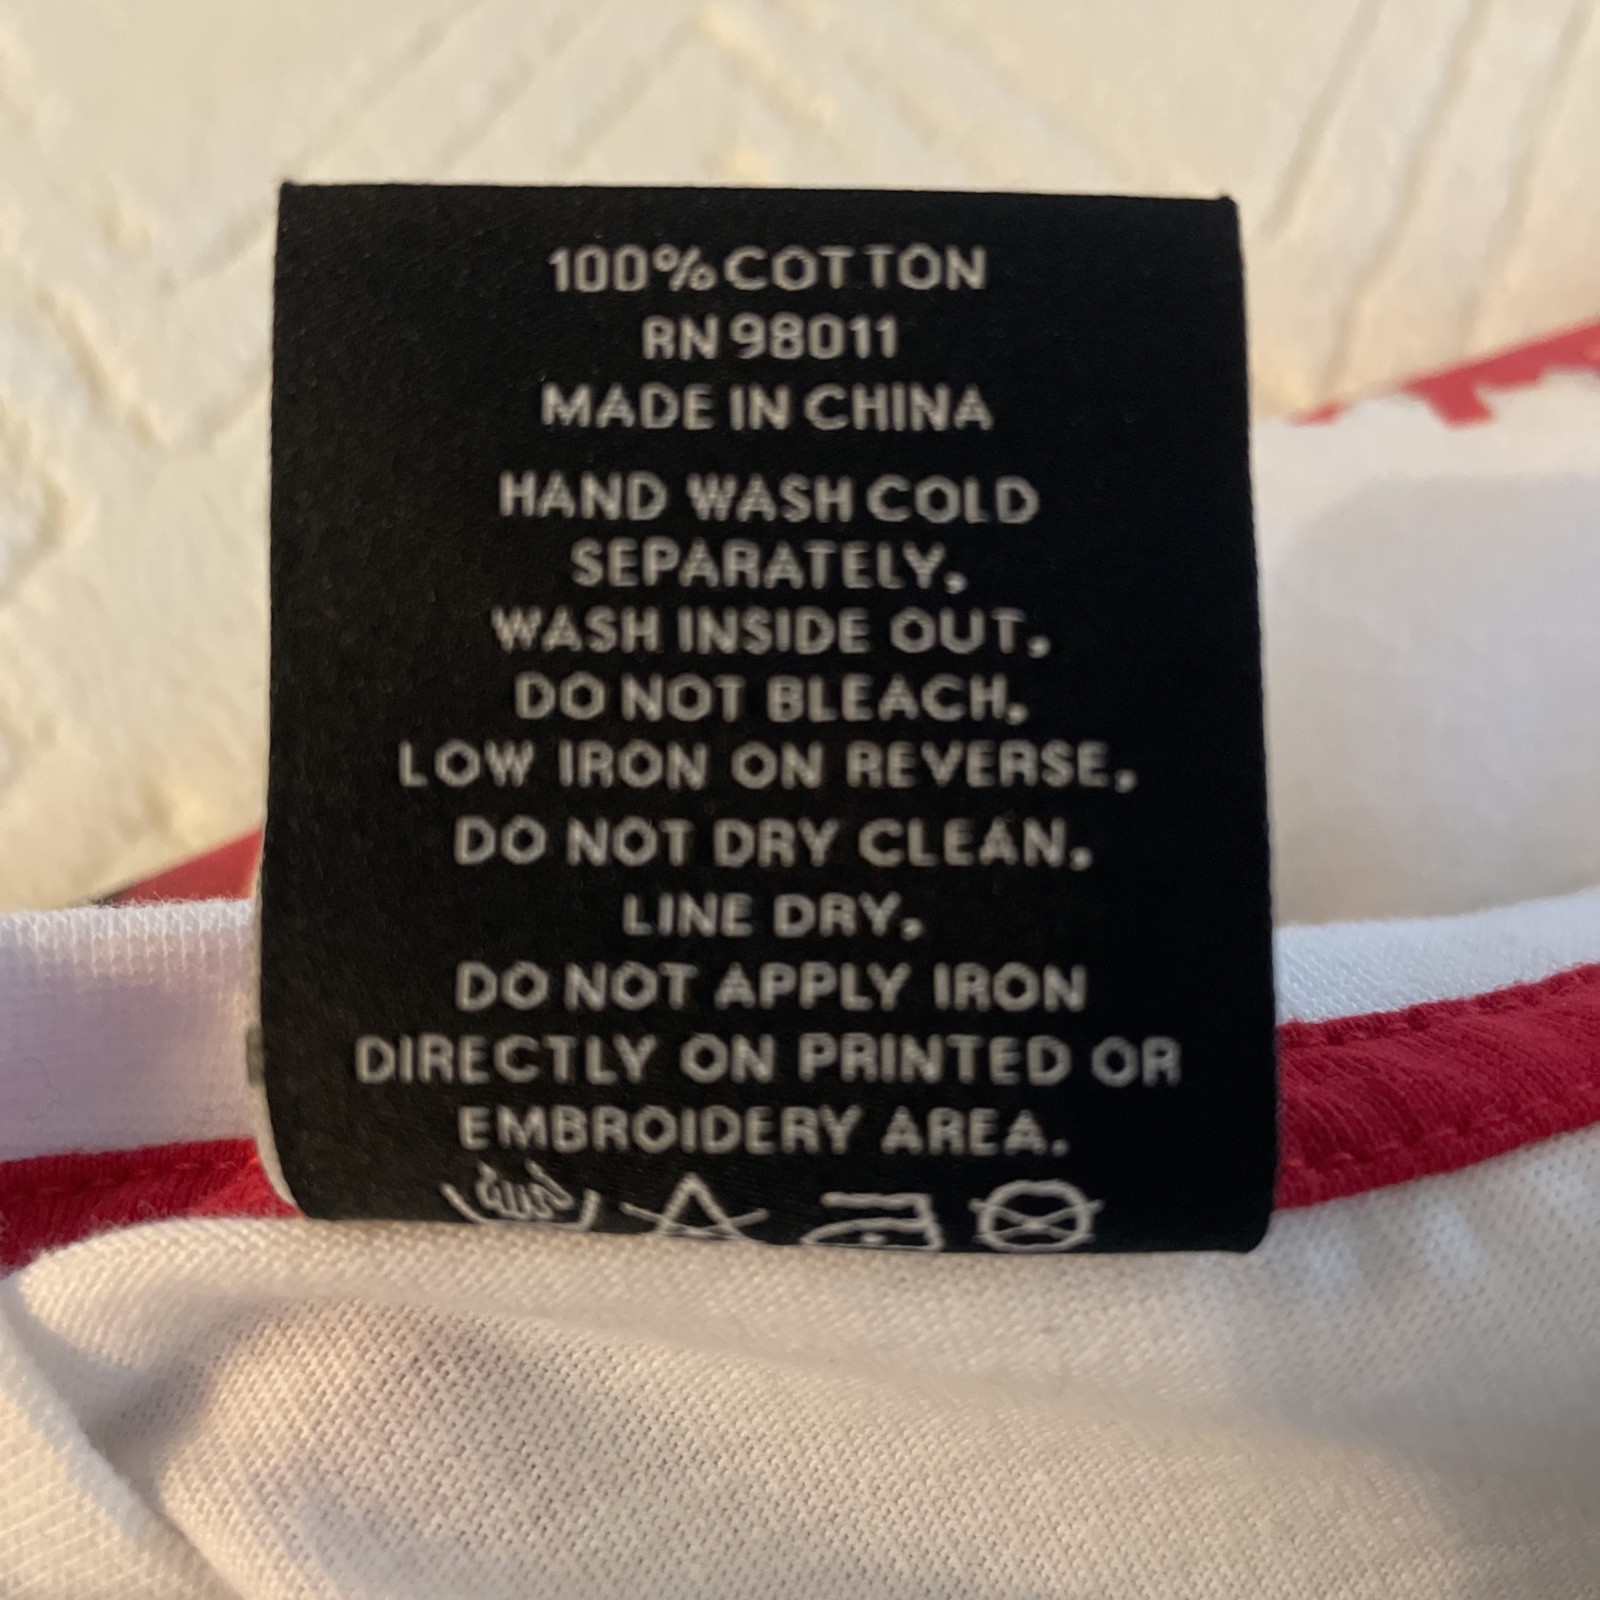 100% COTTON
RN 98011
MADE IN CHINA
HAND WASH COLD
SEPARATELY,
WASH INSIDE OUT,
DO NOT BLEACH,
LOW IRON ON REVERSE,
DO NOT DRY CLEAN,
LINE DRY,
DO NOT APPLY IRON
DIRECTLY ON PRINTED OR
EMBROIDERY AREA.